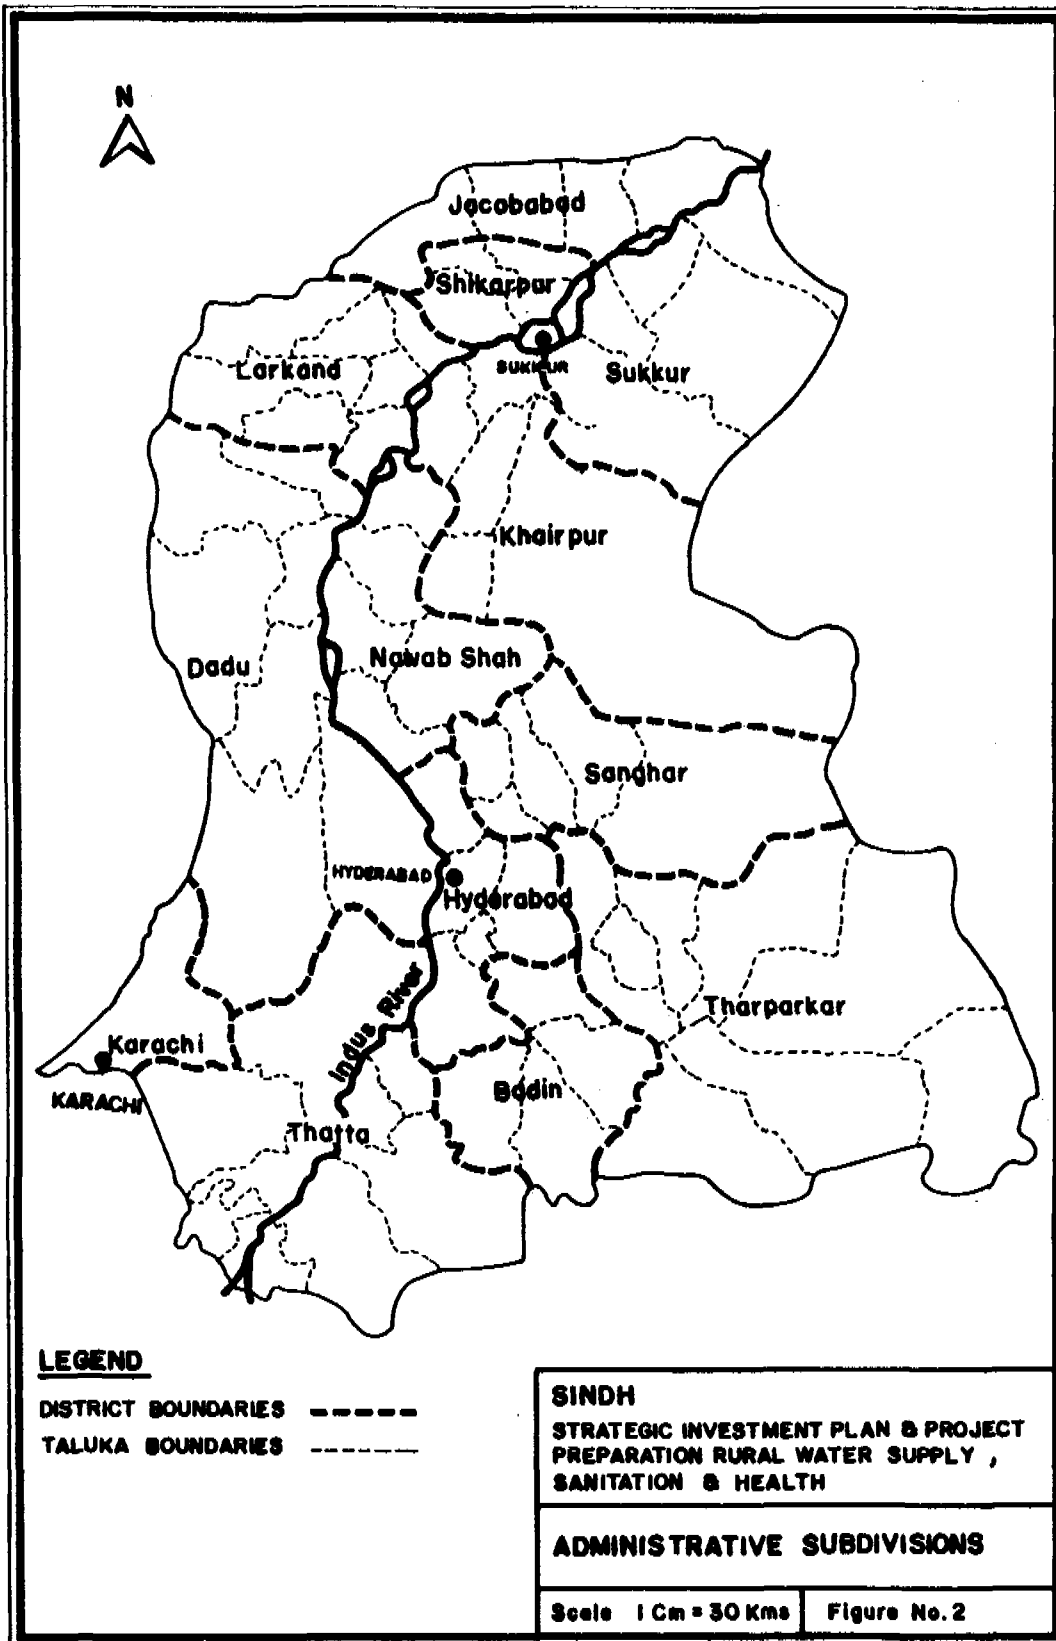 N
Jacobabad
Shikarpur
SUKKUR
Larkand
Sukkur
Khairpur
Dadu
Nawab Shah
Sanghar
HYDERABAD
Hyderabad
Indus River
Tharparkar
Karachi
KARACHI
Badin
Thatta
LEGEND
DISTRICT BOUNDARIES
TALUKA BOUNDARIES
SINDH
STRATEGIC INVESTMENT PLAN & PROJECT
PREPARATION RURAL WATER SUPPLY ,
SANITATION & HEALTH
ADMINISTRATIVE SUBDIVISIONS
Scale 1 Cm = 30 Kms
Figure No. 2